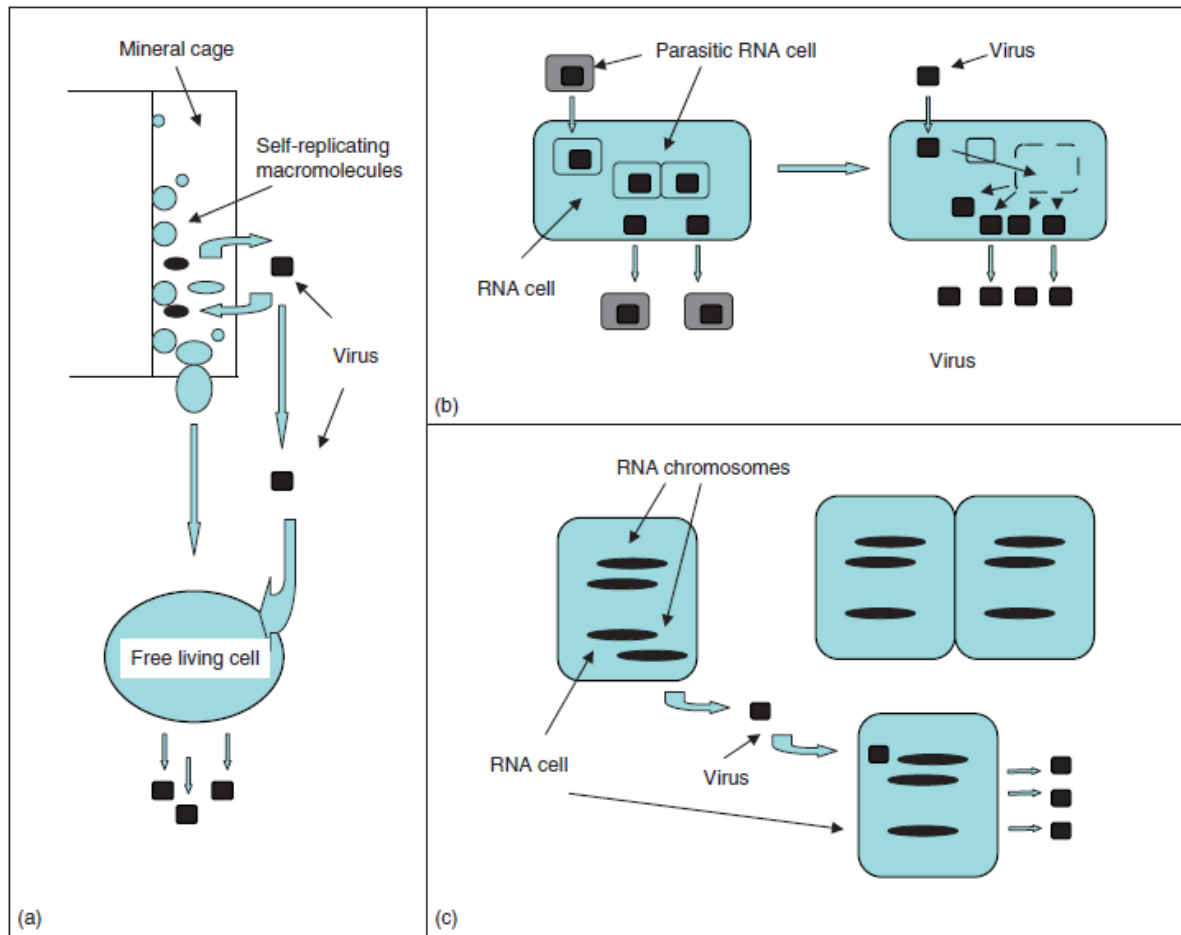 Mineral cage
Self-replicating
macromolecules
Virus
Free living cell
(a)
Parasitic RNA cell
Virus
RNA cell
Virus
(b)
RNA chromosomes
RNA cell
Virus
(c)